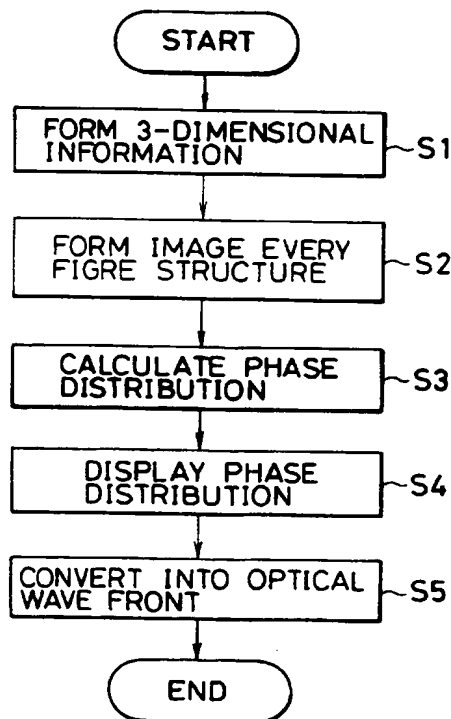 START
FORM 3-DIMENSIONAL
INFORMATION
S1
FORM IMAGE EVERY
FIGRE STRUCTURE
S2
CALCULATE PHASE
DISTRIBUTION
S3
DISPLAY PHASE
DISTRIBUTION
S4
CONVERT INTO OPTICAL
WAVE FRONT
S5
END